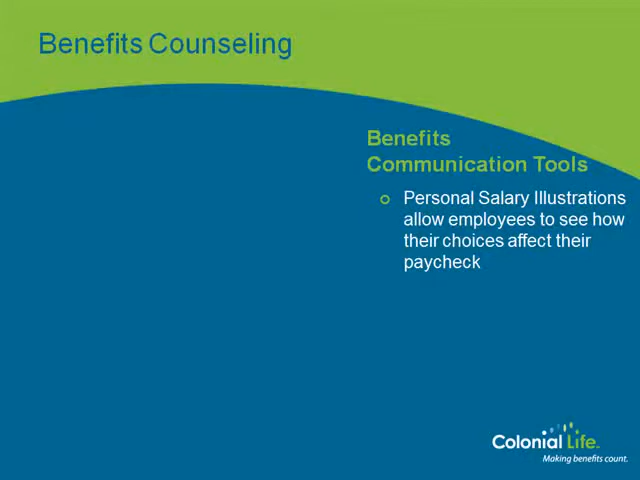 Benefits Counseling
Benefits
Communication Tools
Personal Salary Illustrations
allow employees to see how
their choices affect their
paycheck
Colonial Life
Making benefits count.